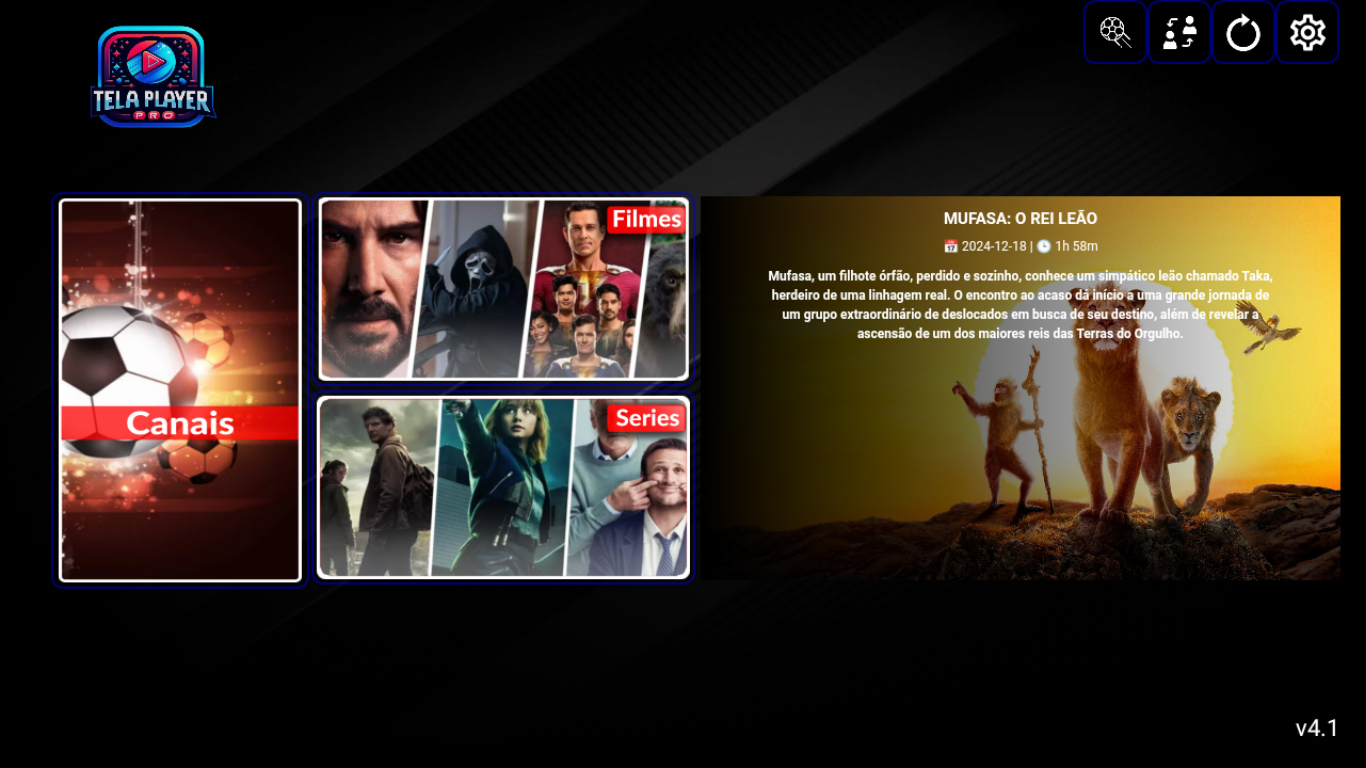 TELA PLAYER
PRO
Canais
Filmes
Series
MUFASA: O REI LEÃO
2024-12-18 | 1h 58m
Mufasa, um filhote órfão, perdido e sozinho, conhece um simpático leão chamado Taka,
herdeiro de uma linhagem real. O encontro ao acaso dá início a uma grande jornada de
um grupo extraordinário de deslocados em busca de seu destino, além de revelar a
ascensão de um dos maiores reis das Terras do Orgulho.
v4.1